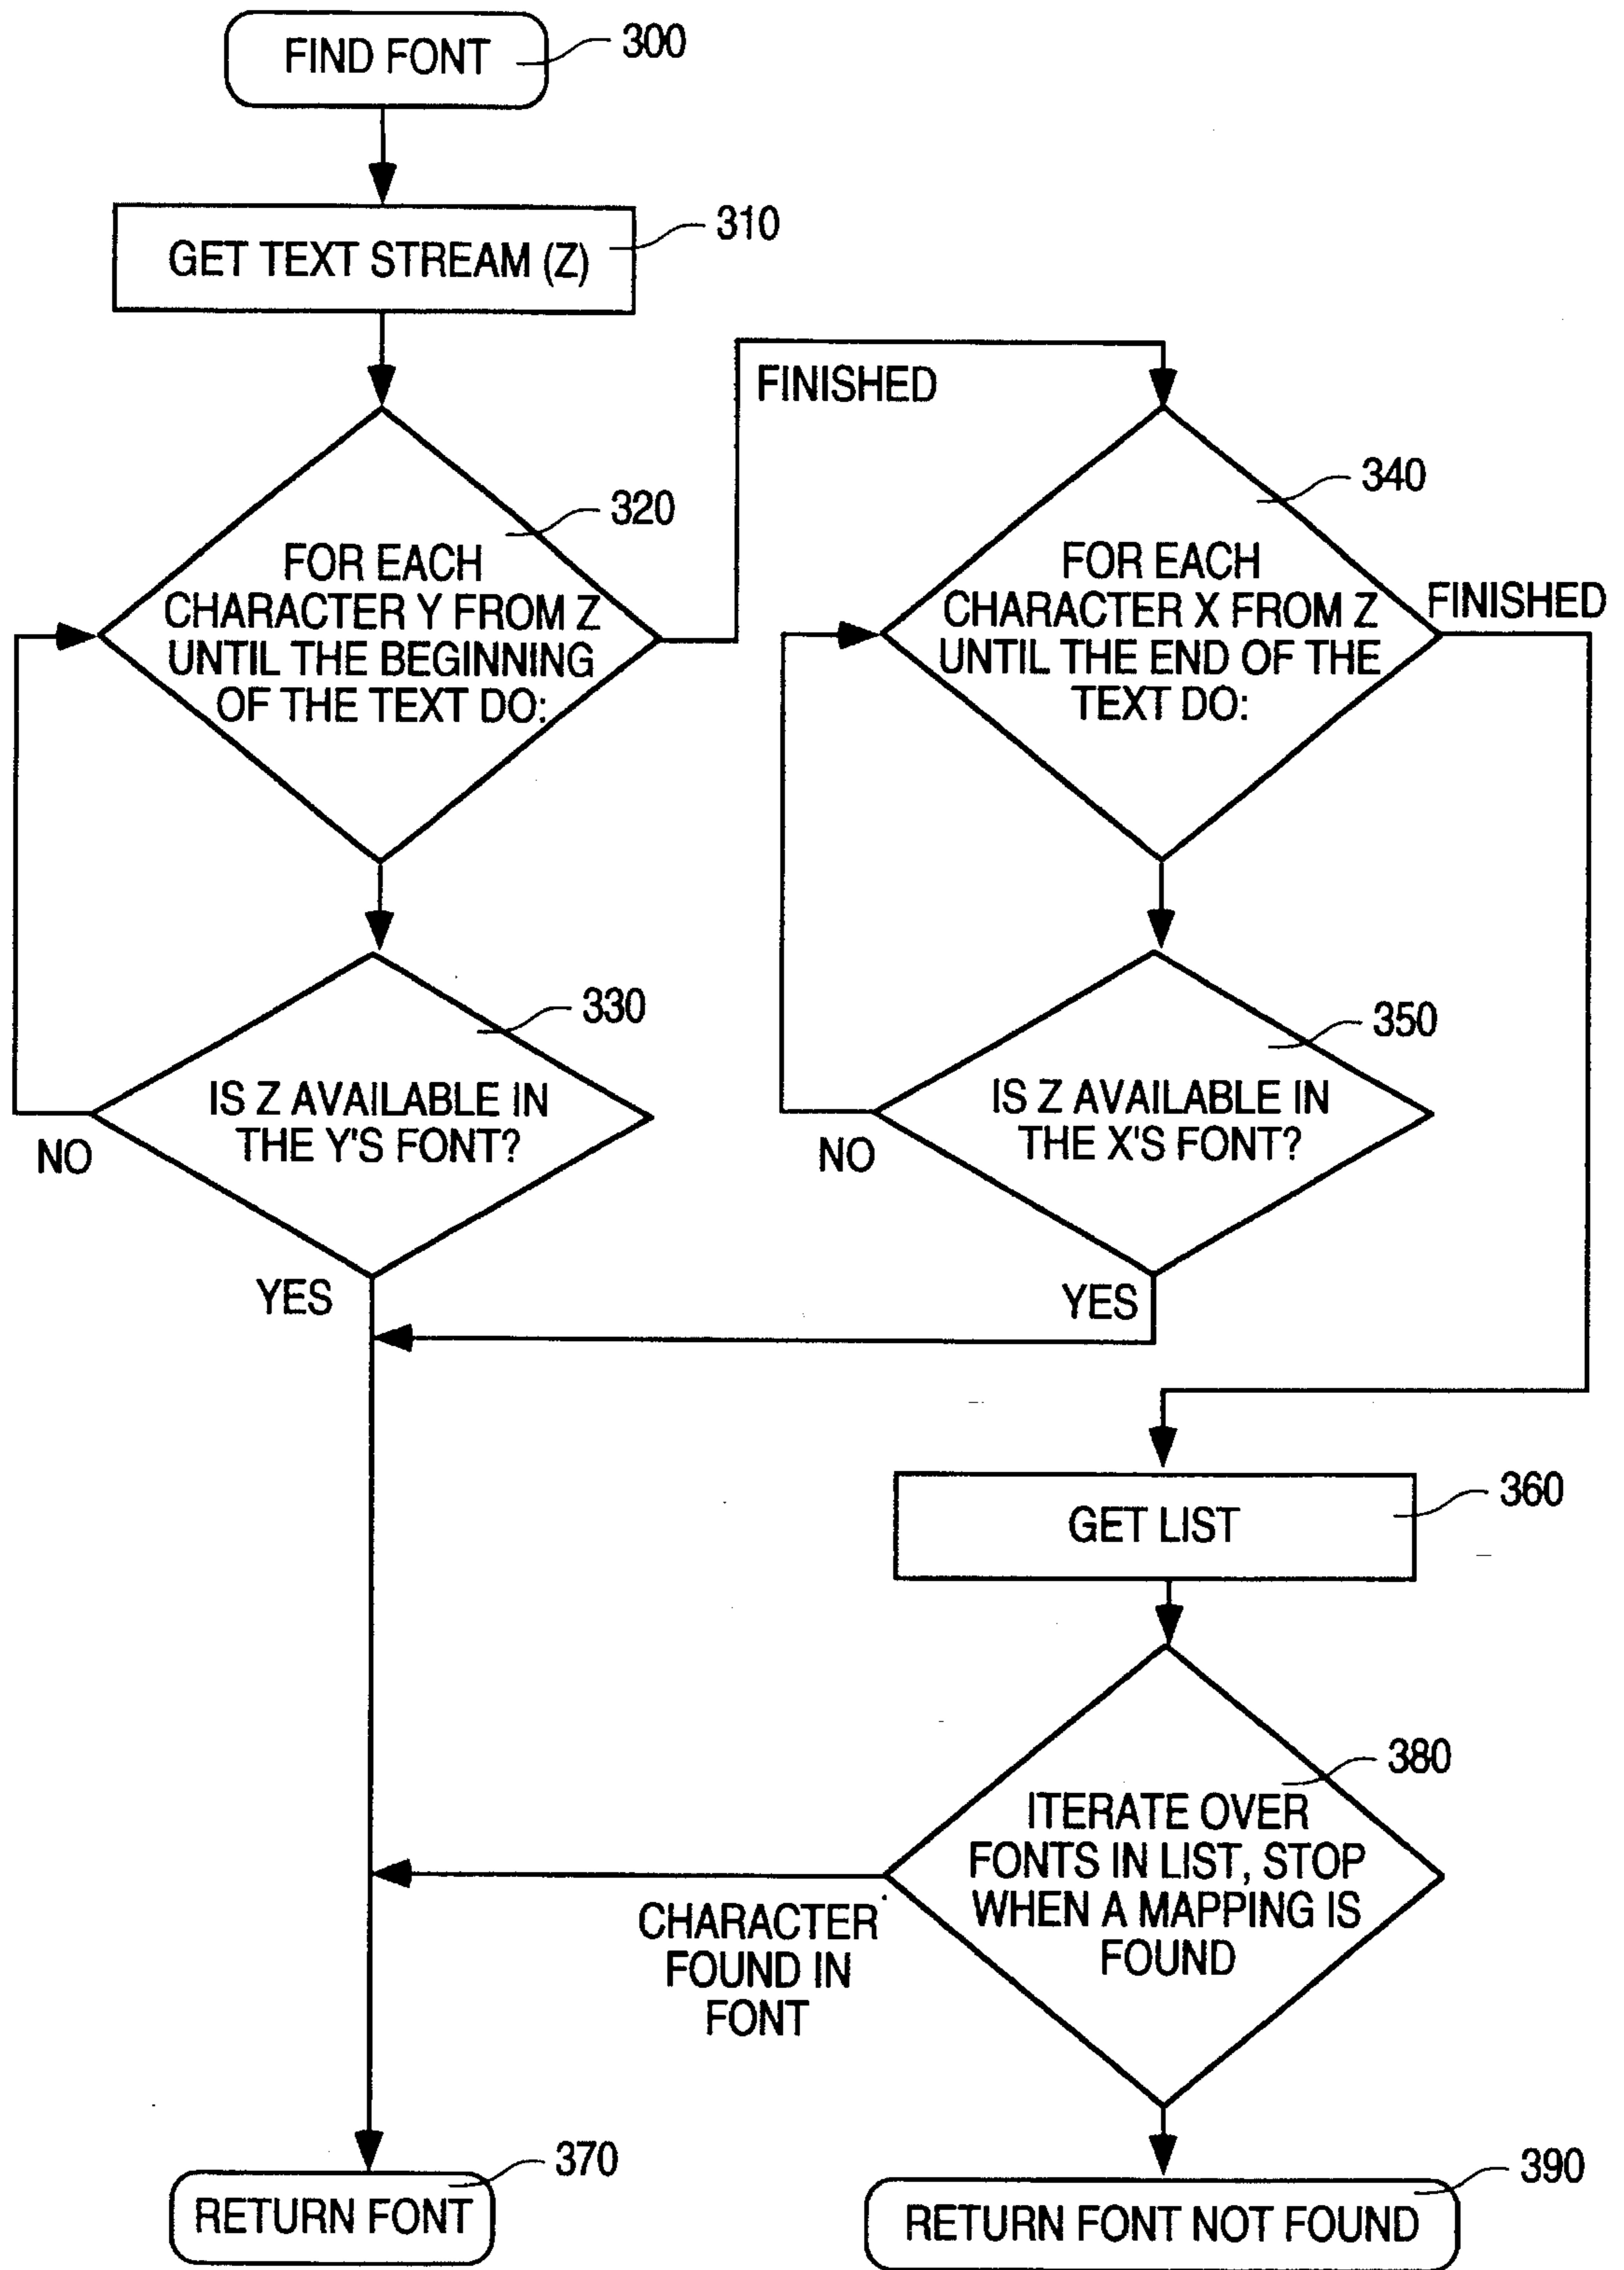 FIND FONT
300
GET TEXT STREAM (Z)
310
FINISHED
320
FOR EACH
CHARACTER Y FROM Z
UNTIL THE BEGINNING
OF THE TEXT DO:
340
FOR EACH
CHARACTER X FROM Z
UNTIL THE END OF THE
TEXT DO:
FINISHED
330
IS Z AVAILABLE IN
THE Y'S FONT?
NO
YES
350
IS Z AVAILABLE IN
THE X'S FONT?
NO
YES
360
GET LIST
380
ITERATE OVER
FONTS IN LIST, STOP
WHEN A MAPPING IS
FOUND
CHARACTER
FOUND IN
FONT
370
RETURN FONT
390
RETURN FONT NOT FOUND